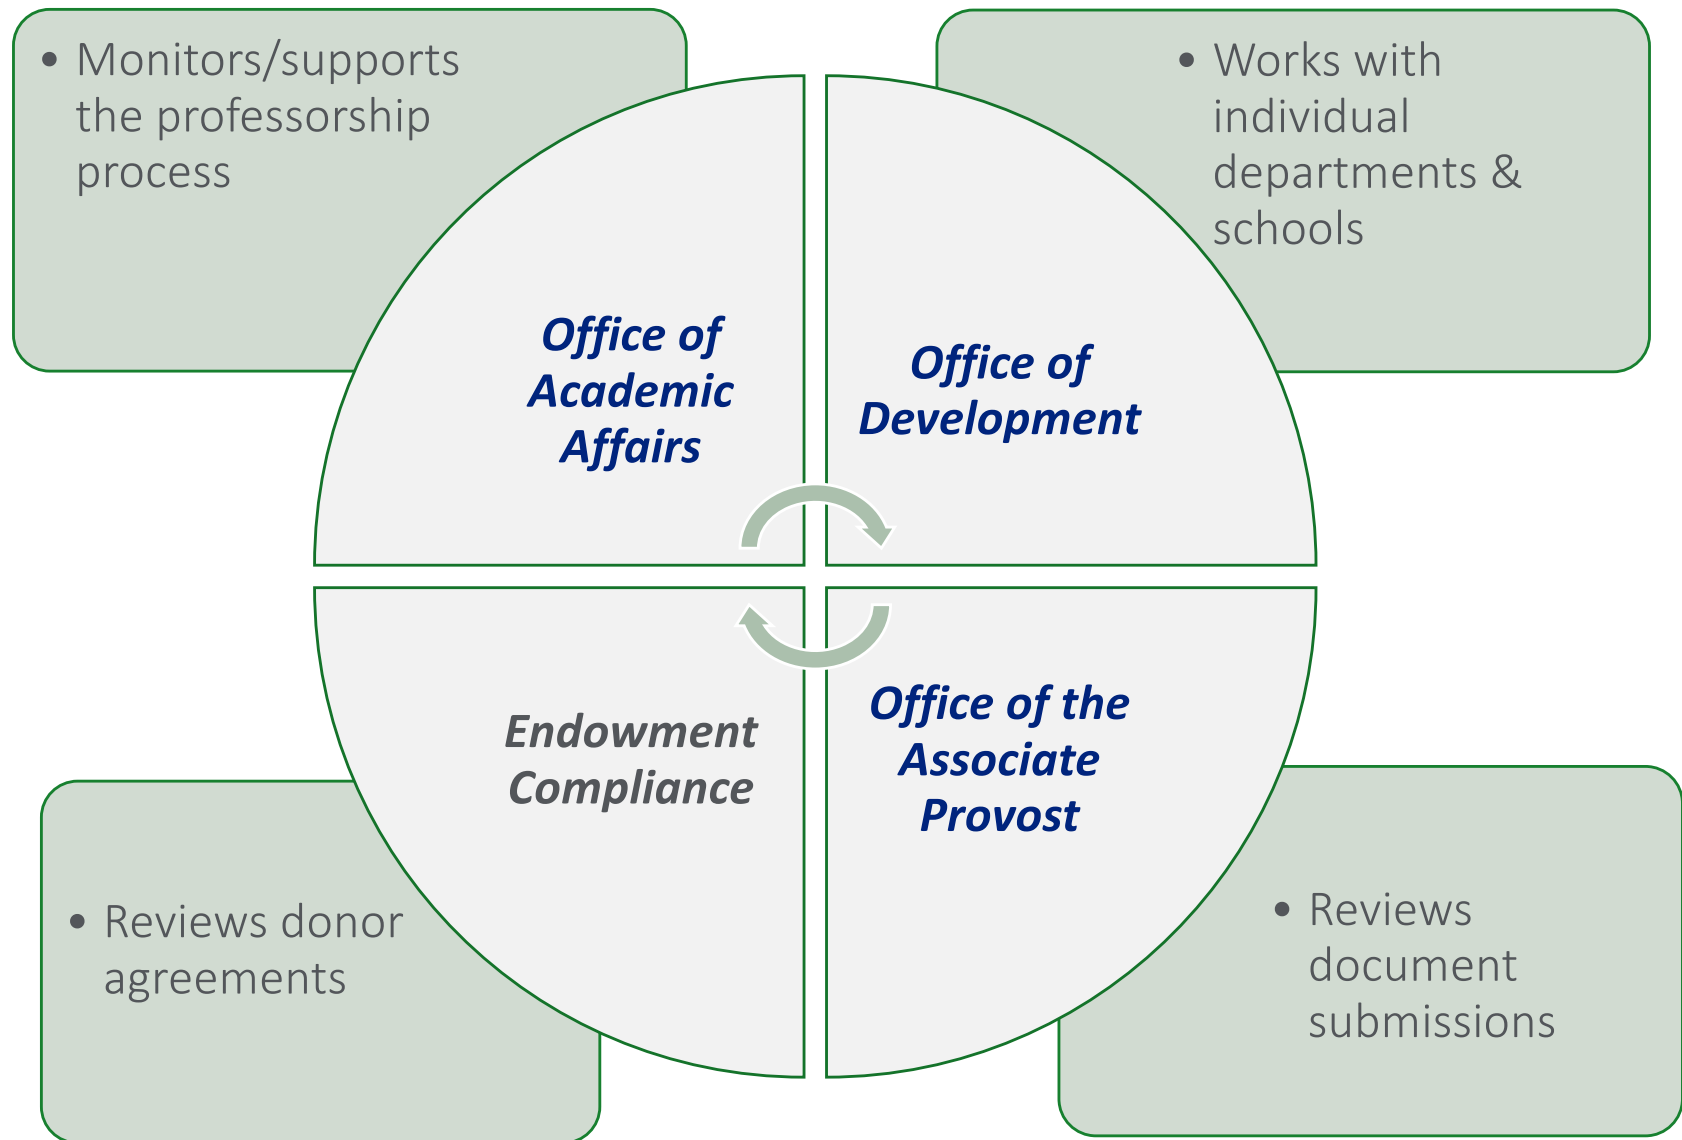 • Monitors/supports
the professorship
process
• Works with
individual
departments &
schools
Office of
Academic
Affairs
Office of
Development
Endowment
Compliance
Office of the
Associate
Provost
• Reviews donor
agreements
• Reviews
document
submissions